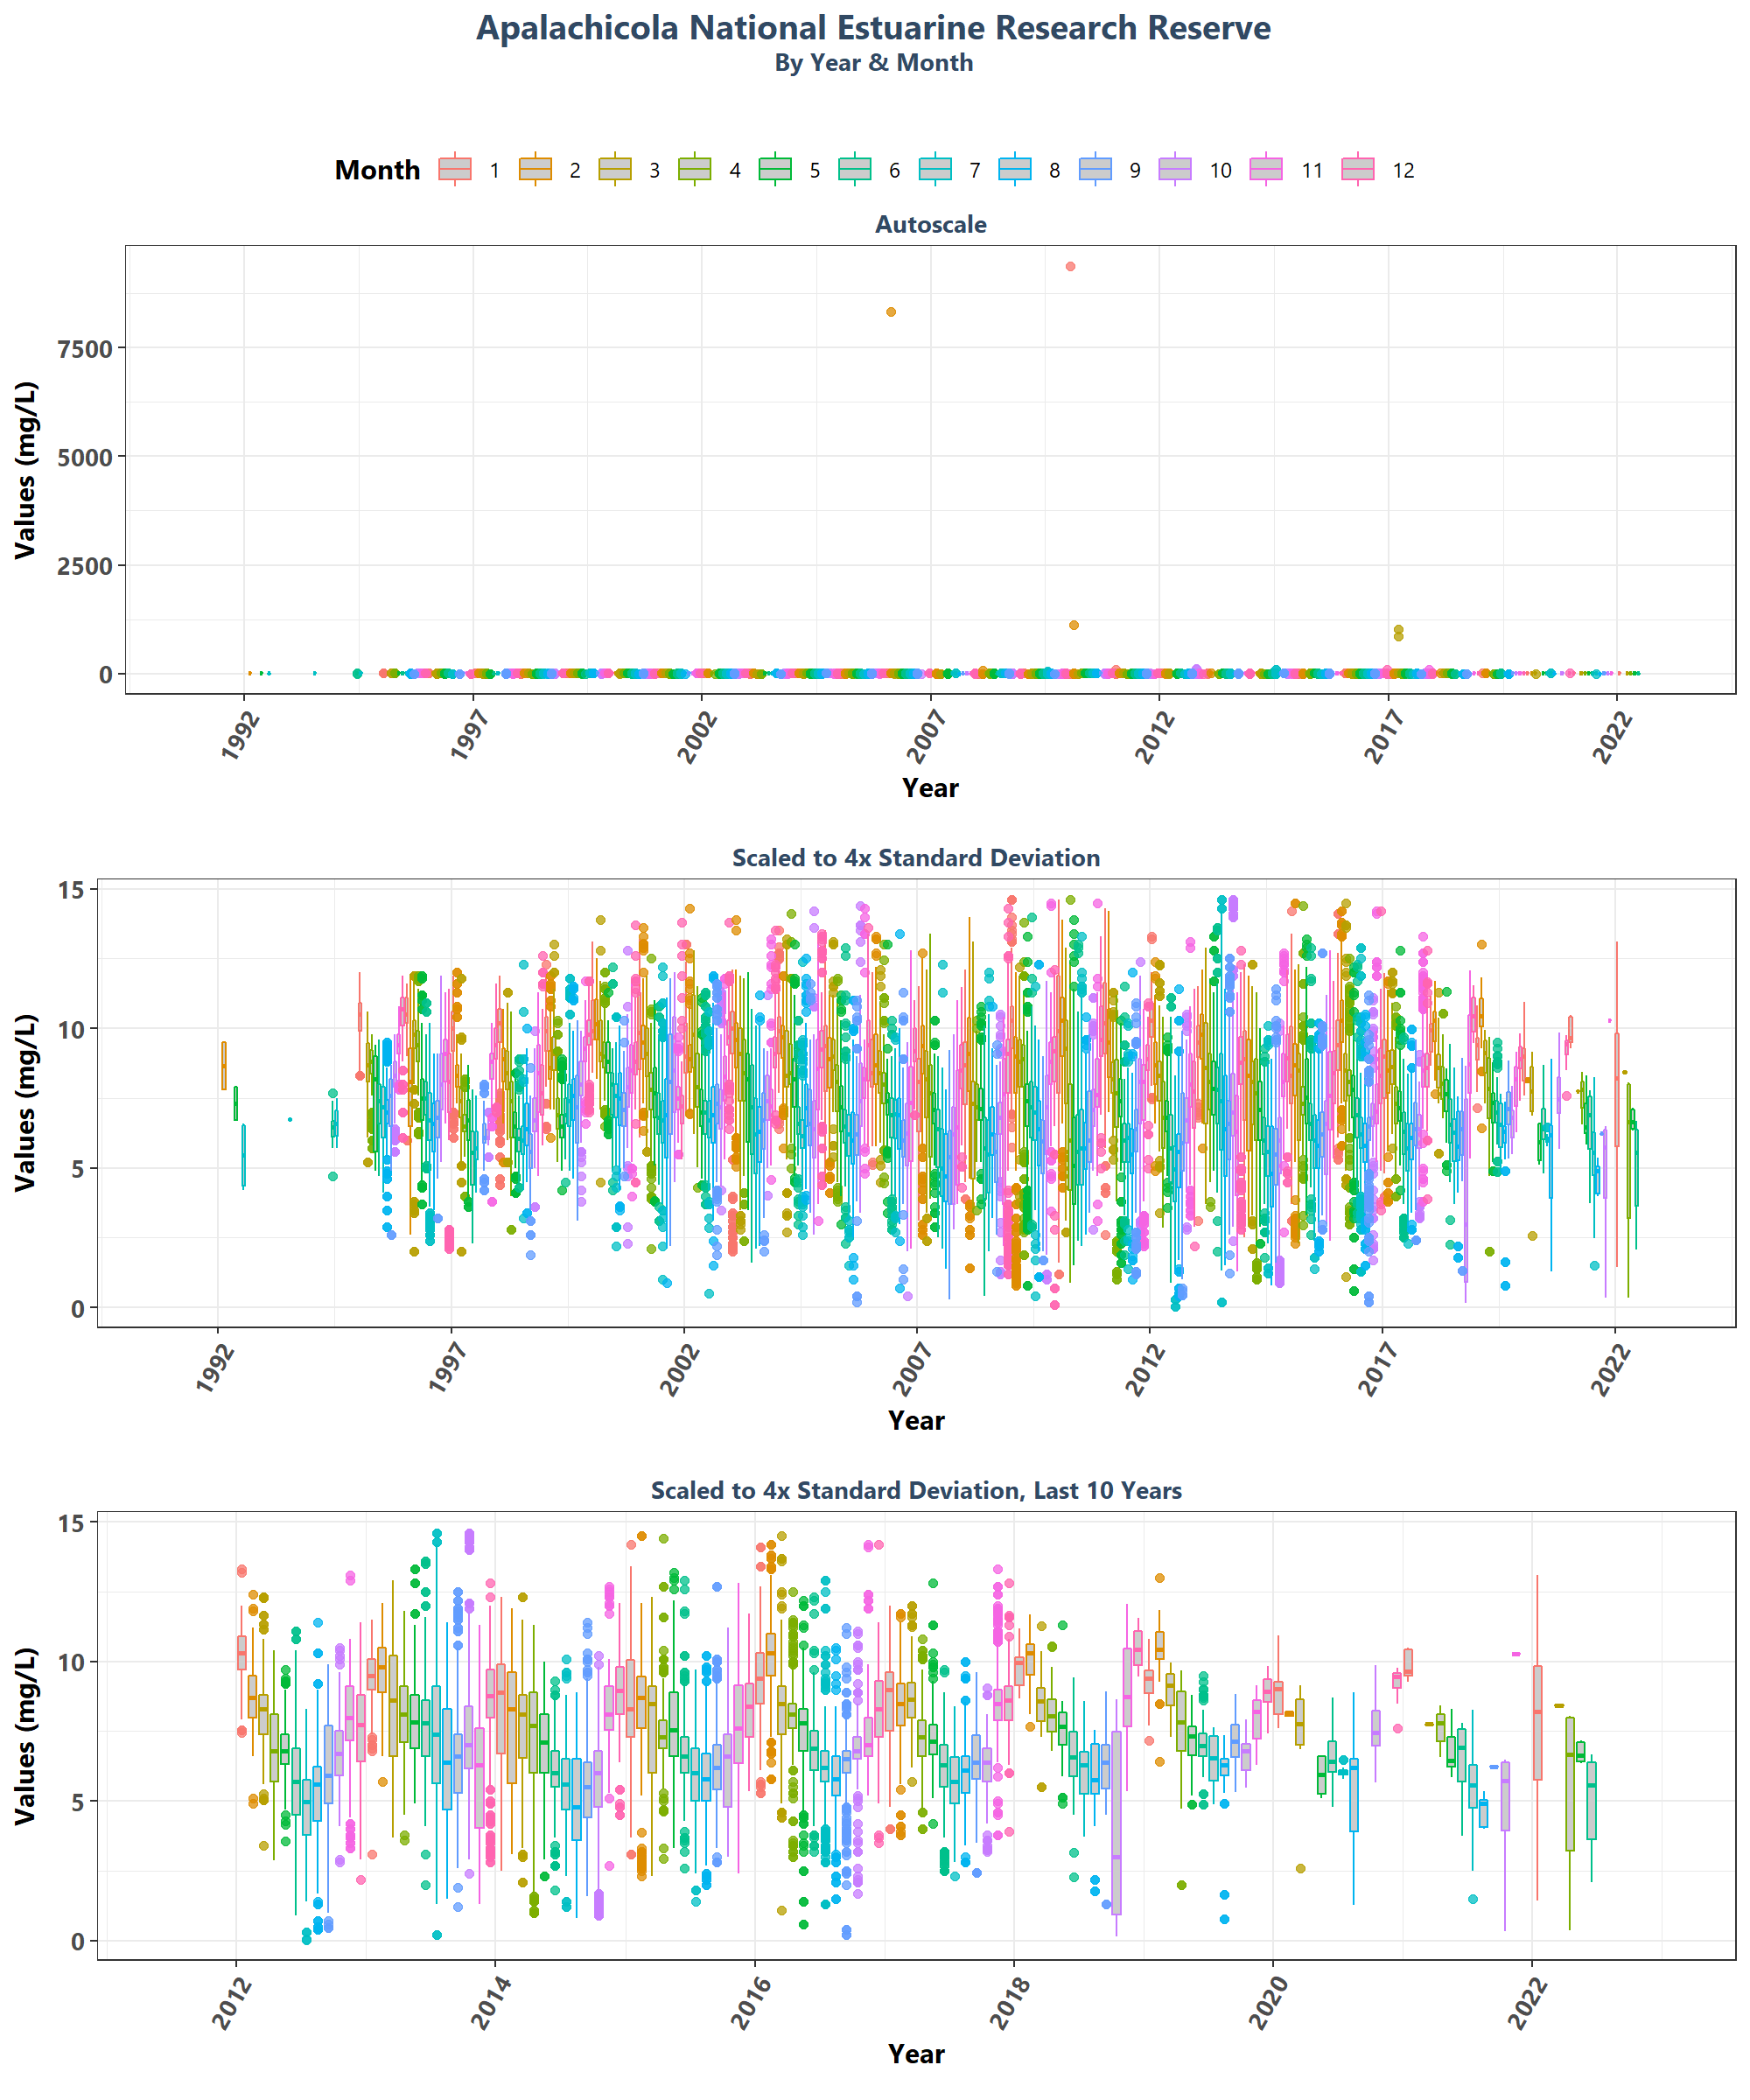 Apalachicola National Estuarine Research Reserve
By Year & Month
Month 1 2 3 4 5 6 7 8 9 10 11 12
Autoscale
Values (mg/L)
7500
5000
2500
0
1992 1997 2002 2007 2012 2017 2022
Year
Scaled to 4x Standard Deviation
Values (mg/L)
15
10
5
0
1992 1997 2002 2007 2012 2017 2022
Year
Scaled to 4x Standard Deviation, Last 10 Years
Values (mg/L)
15
10
5
0
2012 2014 2016 2018 2020 2022
Year